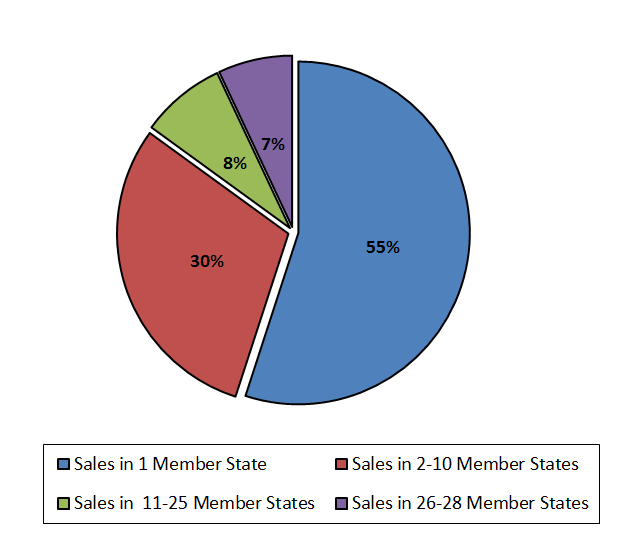 7%
8%
55%
30%
Sales in 1 Member State
Sales in 2-10 Member States
Sales in  11-25 Member States
Sales in 26-28 Member States